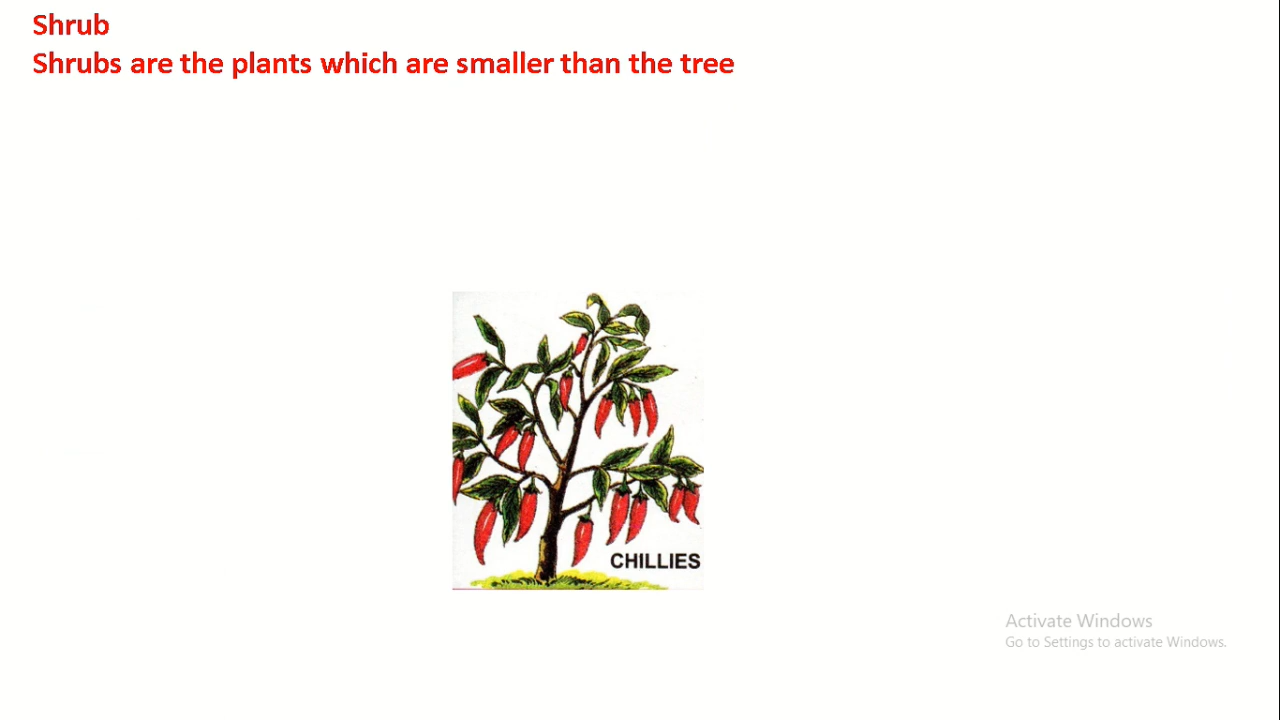 Shrub
Shrubs are the plants which are smaller than the tree
CHILLIES
Activate Windows
Go to Settings to activate Windows.